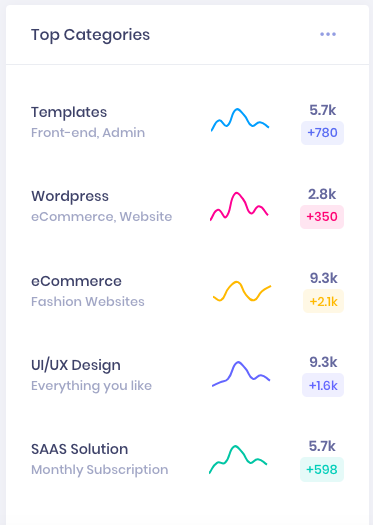 Top Categories
Templates
Front-end, Admin
5.7k
+780
Wordpress
eCommerce, Website
2.8k
+350
eCommerce
Fashion Websites
9.3k
+2.1k
UI/UX Design
Everything you like
9.3k
+1.6k
SAAS Solution
Monthly Subscription
5.7k
+598